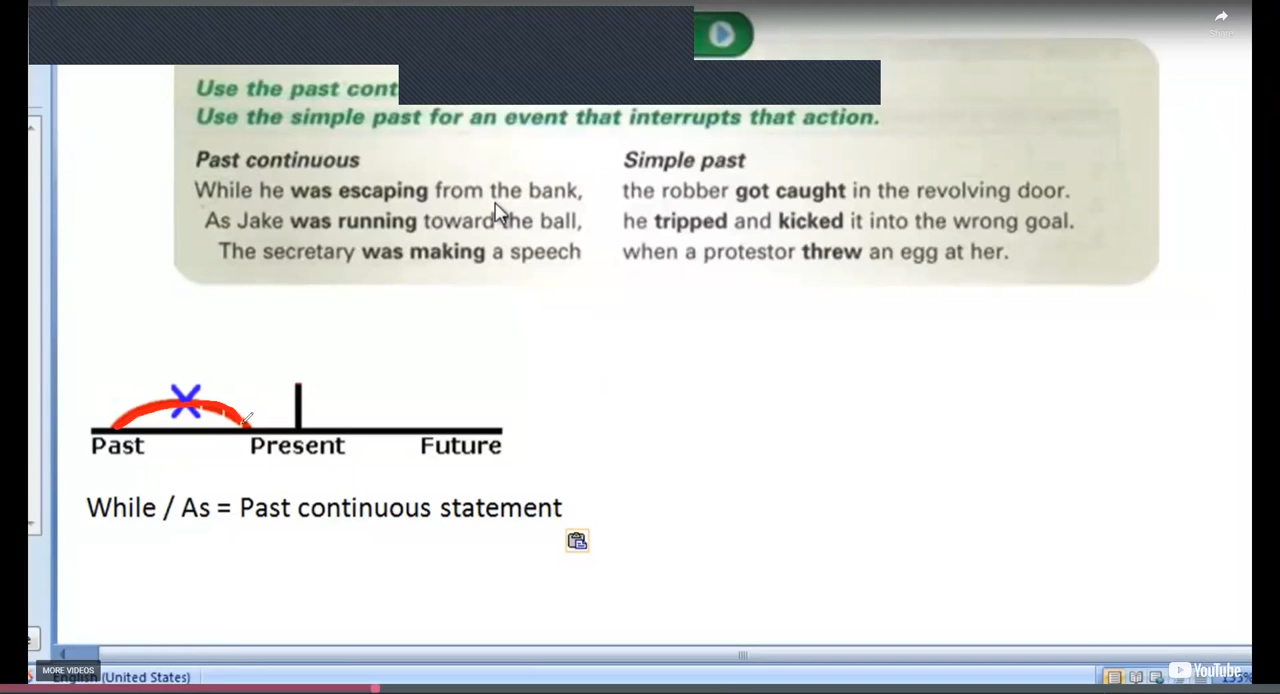 Use the past cont
Use the simple past for an event that interrupts that action.
Past continuous Simple past
While he was escaping from the bank, the robber got caught in the revolving door.
As Jake was running toward the ball, he tripped and kicked it into the wrong goal.
The secretary was making a speech when a protestor threw an egg at her.
Past Present Future
While / As = Past continuous statement
MORE VIDEOS
English (United States)
YouTube